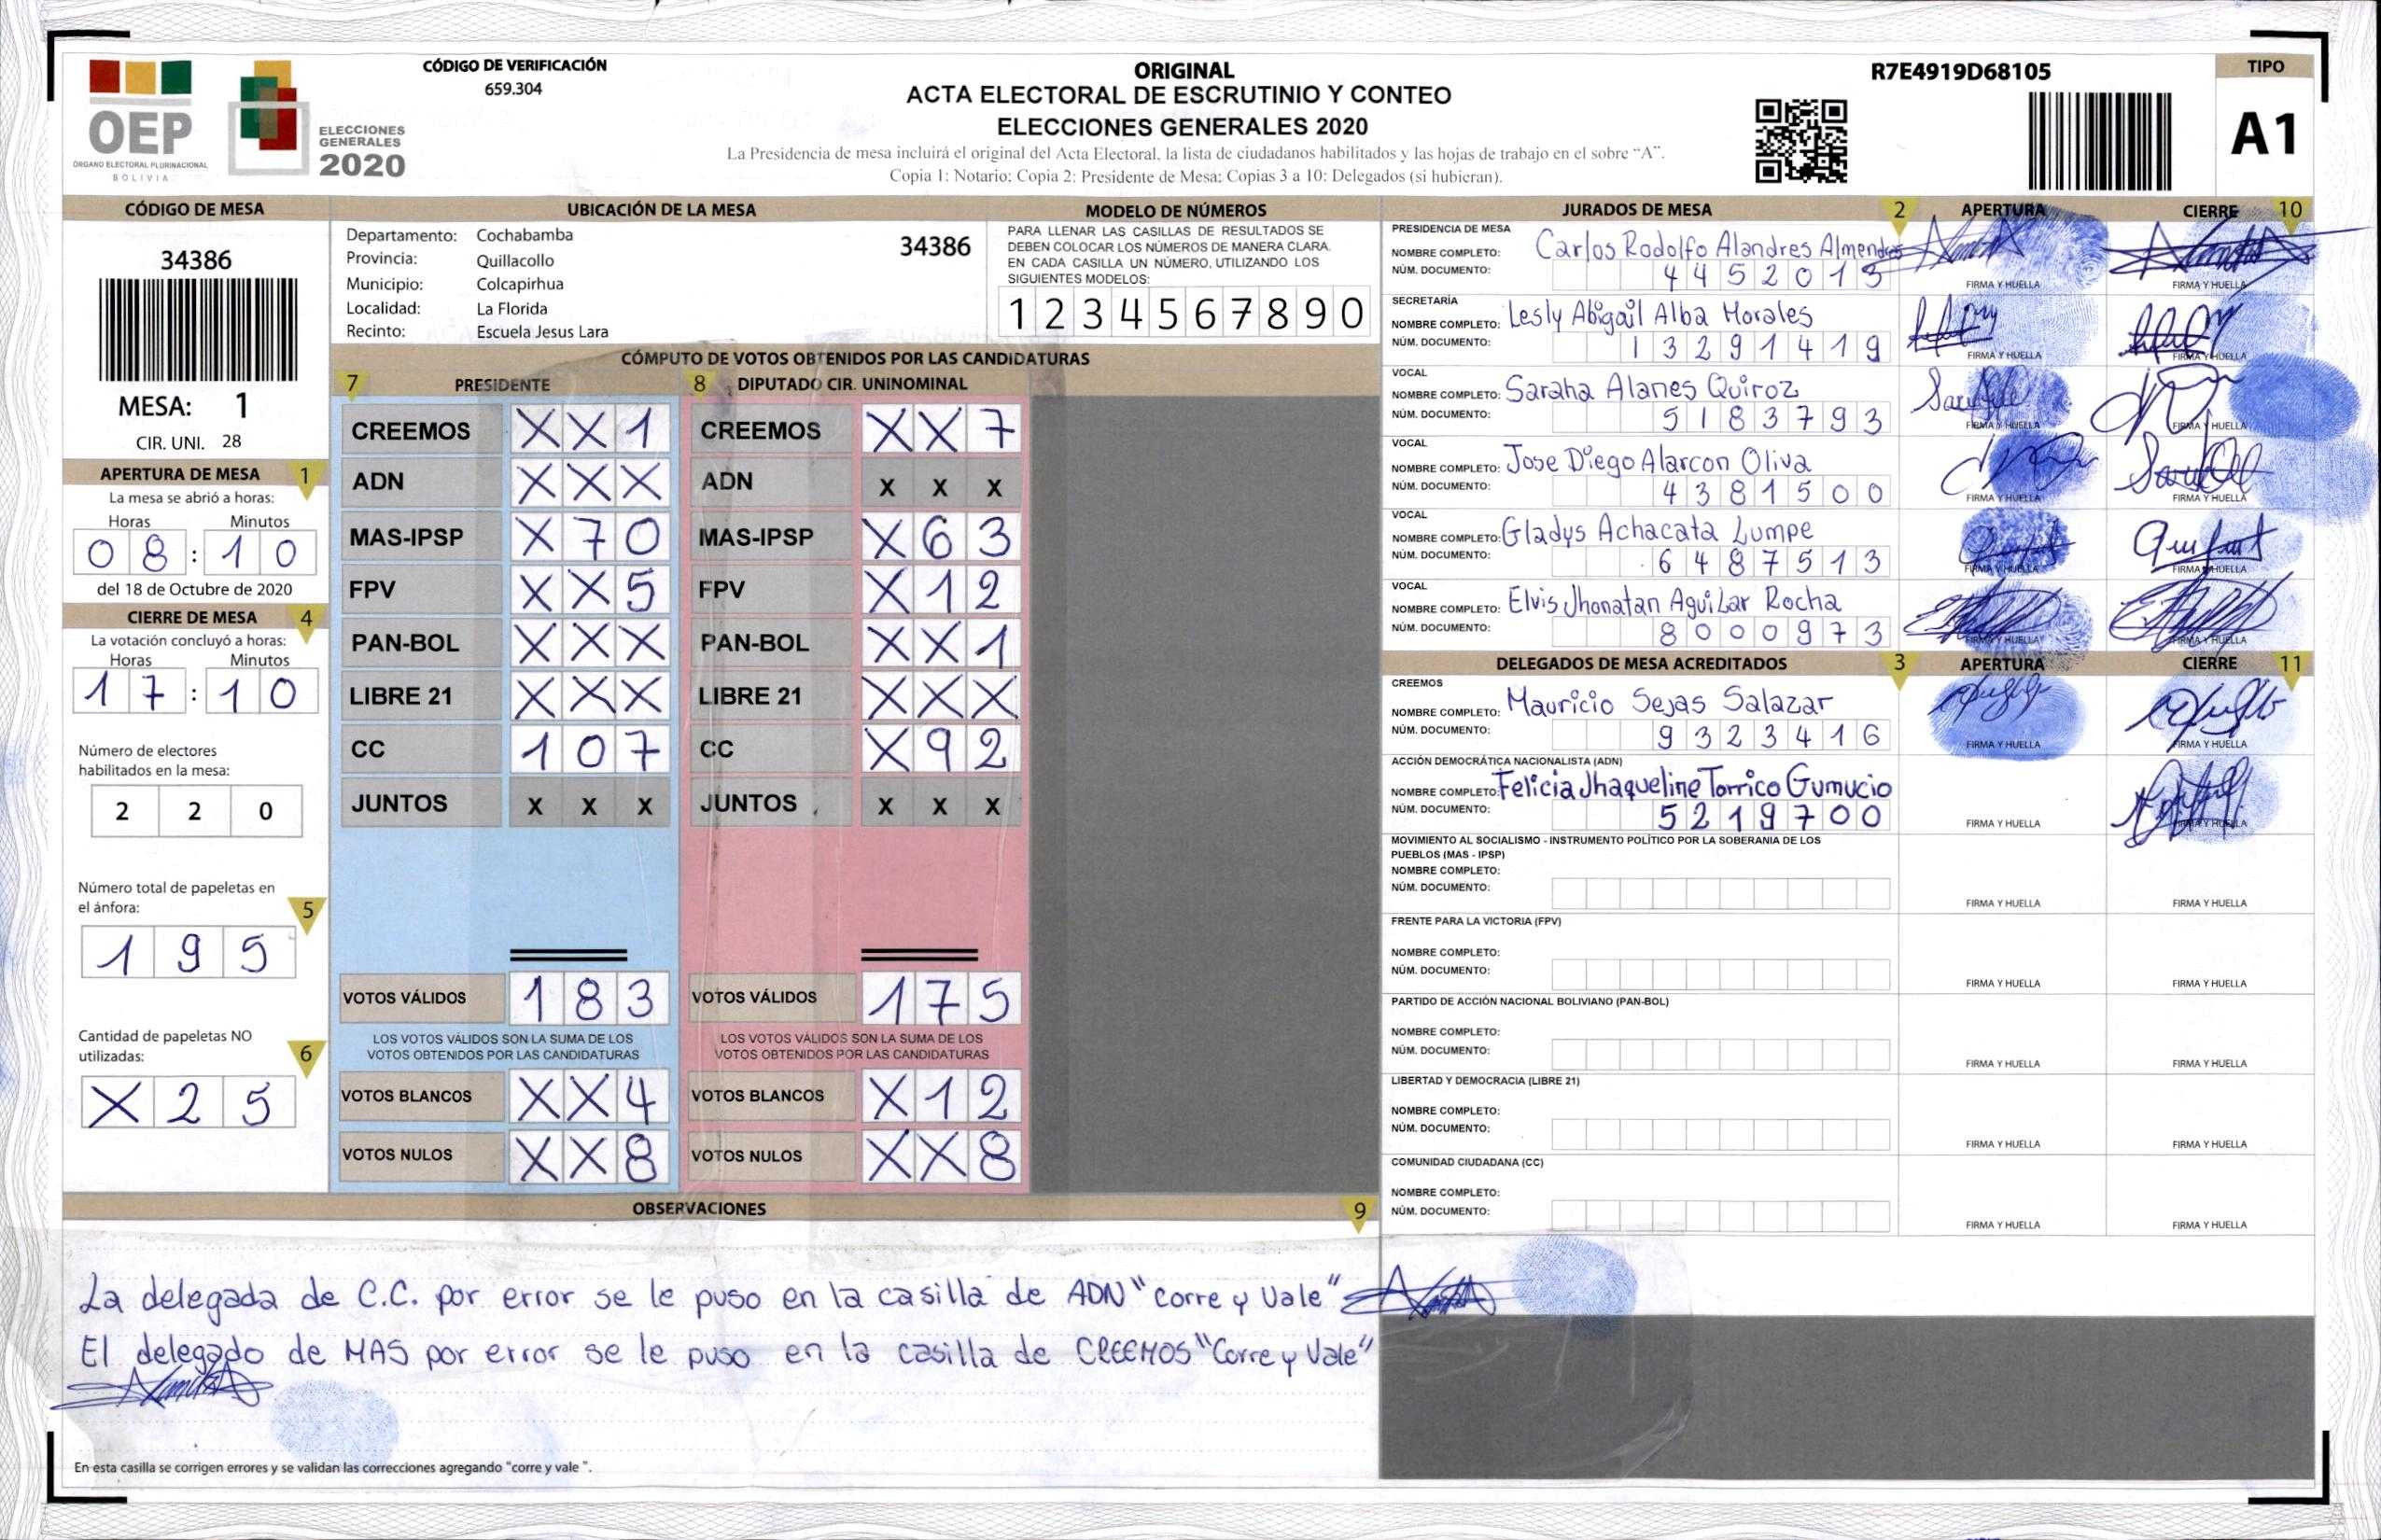 OEP
ÓRGANO ELECTORAL PLURINACIONAL
BOLIVIA
ELECCIONES
GENERALES
2020
CÓDIGO DE VERIFICACIÓN
659.304
ORIGINAL
ACTA ELECTORAL DE ESCRUTINIO Y CONTEO
ELECCIONES GENERALES 2020
La Presidencia de mesa incluirá el original del Acta Electoral, la lista de ciudadanos habilitados y las hojas de trabajo en el sobre “A”.
Copia 1: Notario; Copia 2: Presidente de Mesa; Copias 3 a 10: Delegados (si hubieran).
R7E4919D68105
TIPO
A1
CÓDIGO DE MESA
34386
MESA: 1
CIR. UNI. 28
APERTURA DE MESA 1
La mesa se abrió a horas:
Horas Minutos
08:10
del 18 de Octubre de 2020
CIERRE DE MESA 4
La votación concluyó a horas:
Horas Minutos
17:10
Número de electores
habilitados en la mesa:
2 2 0
Número total de papeletas en
el ánfora: 5
1 9 5
Cantidad de papeletas NO
utilizadas: 6
X 2 5
UBICACIÓN DE LA MESA
Departamento: Cochabamba
Provincia: Quillacollo
Municipio: Colcapirhua
Localidad: La Florida
Recinto: Escuela Jesus Lara
34386
MODELO DE NÚMEROS
PARA LLENAR LAS CASILLAS DE RESULTADOS SE
DEBEN COLOCAR LOS NÚMEROS DE MANERA CLARA.
EN CADA CASILLA UN NÚMERO, UTILIZANDO LOS
SIGUIENTES MODELOS:
1 2 3 4 5 6 7 8 9 0
CÓMPUTO DE VOTOS OBTENIDOS POR LAS CANDIDATURAS
7 PRESIDENTE 8 DIPUTADO CIR. UNINOMINAL
CREEMOS X X 1 CREEMOS X X 7
ADN X X X ADN X X X
MAS-IPSP X 7 0 MAS-IPSP X 6 3
FPV X X 5 FPV X 1 2
PAN-BOL X X X PAN-BOL X X 1
LIBRE 21 X X X LIBRE 21 X X X
CC 1 0 7 CC X 9 2
JUNTOS X X X JUNTOS X X X
VOTOS VÁLIDOS 1 8 3 VOTOS VÁLIDOS 1 7 5
LOS VOTOS VÁLIDOS SON LA SUMA DE LOS LOS VOTOS VÁLIDOS SON LA SUMA DE LOS
VOTOS OBTENIDOS POR LAS CANDIDATURAS VOTOS OBTENIDOS POR LAS CANDIDATURAS
VOTOS BLANCOS X X 4 VOTOS BLANCOS X 1 2
VOTOS NULOS X X 8 VOTOS NULOS X X 8
JURADOS DE MESA 2 APERTURA CIERRE 10
PRESIDENCIA DE MESA
NOMBRE COMPLETO: Carlos Rodolfo Alandres Almendras
NÚM. DOCUMENTO: 4452013 FIRMA Y HUELLA FIRMA Y HUELLA
SECRETARÍA
NOMBRE COMPLETO: Lesly Abigail Alba Morales
NÚM. DOCUMENTO: 13291419 FIRMA Y HUELLA FIRMA Y HUELLA
VOCAL
NOMBRE COMPLETO: Saraha Alanes Quiroz
NÚM. DOCUMENTO: 5183793 FIRMA Y HUELLA FIRMA Y HUELLA
VOCAL
NOMBRE COMPLETO: Jose Diego Alarcon Oliva
NÚM. DOCUMENTO: 4381500 FIRMA Y HUELLA FIRMA Y HUELLA
VOCAL
NOMBRE COMPLETO: Gladys Achacata Lumpe
NÚM. DOCUMENTO: 6487513 FIRMA Y HUELLA FIRMA Y HUELLA
VOCAL
NOMBRE COMPLETO: Elvis Jhonatan Aguilar Rocha
NÚM. DOCUMENTO: 8000973 FIRMA Y HUELLA FIRMA Y HUELLA
DELEGADOS DE MESA ACREDITADOS 3 APERTURA CIERRE 11
CREEMOS
NOMBRE COMPLETO: Mauricio Sejas Salazar
NÚM. DOCUMENTO: 9323416 FIRMA Y HUELLA FIRMA Y HUELLA
ACCIÓN DEMOCRÁTICA NACIONALISTA (ADN)
NOMBRE COMPLETO: Felicia Jhaqueline Torrico Gumucio
NÚM. DOCUMENTO: 5219700 FIRMA Y HUELLA FIRMA Y HUELLA
MOVIMIENTO AL SOCIALISMO - INSTRUMENTO POLÍTICO POR LA SOBERANIA DE LOS
PUEBLOS (MAS - IPSP)
NOMBRE COMPLETO:
NÚM. DOCUMENTO: FIRMA Y HUELLA FIRMA Y HUELLA
FRENTE PARA LA VICTORIA (FPV)
NOMBRE COMPLETO:
NÚM. DOCUMENTO: FIRMA Y HUELLA FIRMA Y HUELLA
PARTIDO DE ACCIÓN NACIONAL BOLIVIANO (PAN-BOL)
NOMBRE COMPLETO:
NÚM. DOCUMENTO: FIRMA Y HUELLA FIRMA Y HUELLA
LIBERTAD Y DEMOCRACIA (LIBRE 21)
NOMBRE COMPLETO:
NÚM. DOCUMENTO: FIRMA Y HUELLA FIRMA Y HUELLA
COMUNIDAD CIUDADANA (CC)
NOMBRE COMPLETO:
NÚM. DOCUMENTO: FIRMA Y HUELLA FIRMA Y HUELLA
OBSERVACIONES 9
La delegada de C.C. por error se le puso en la casilla de ADN "Corre y Vale"
El delegado de MAS por error se le puso en la casilla de CREEMOS "Corre y Vale"
En esta casilla se corrigen errores y se validan las correcciones agregando "corre y vale ".